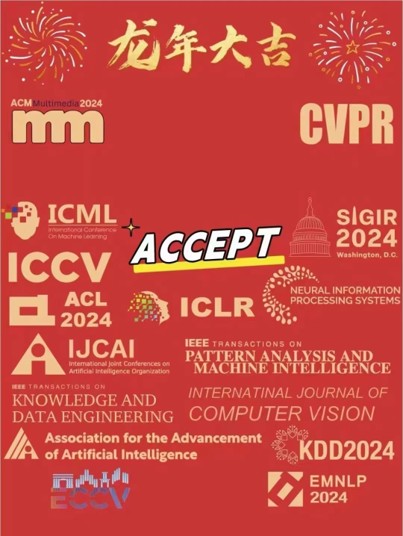 龙年大吉
ACM Multimedia 2024
mm
CVPR
ICML
International Conference
On Machine Learning
SIGIR
2024
Washington, D.C.
ACCEPT
ICCV
ACL
2024
ICLR
NEURAL INFORMATION
PROCESSING SYSTEMS
IJCAI
International Joint Conferences on
Artificial Intelligence Organization
IEEE TRANSACTIONS ON
PATTERN ANALYSIS AND
MACHINE INTELLIGENCE
IEEE TRANSACTIONS ON
KNOWLEDGE AND
DATA ENGINEERING
INTERNATINAL JOURNAL OF
COMPUTER VISION
Association for the Advancement
of Artificial Intelligence
KDD2024
ECCV
EMNLP
2024